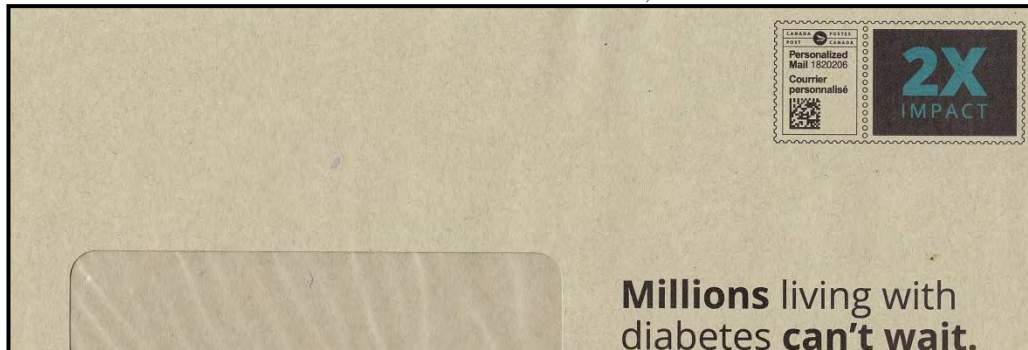 CANADA POSTES
POST CANADA
Personalized
Mail 1820206
Courrier
personnalisé
2X
IMPACT
Millions living with
diabetes can't wait.